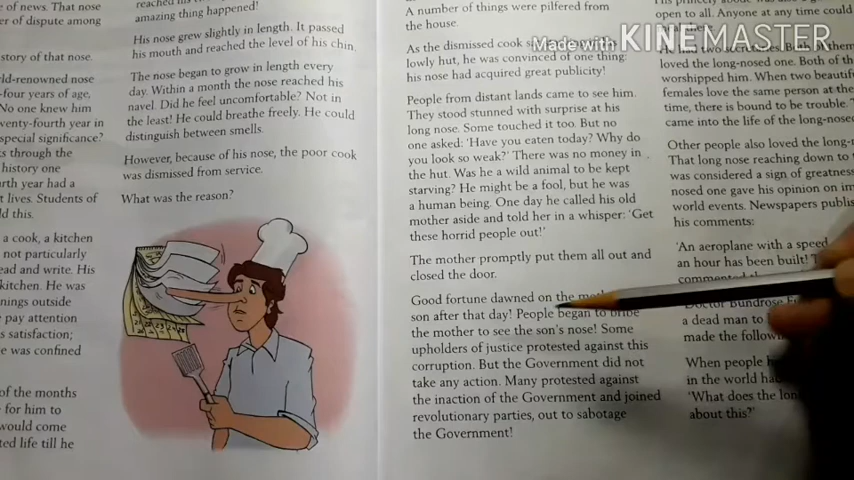 of news. That nose
er of dispute among
story of that nose.
ld-renowned nose
-four years of age,
No one knew him
wenty-fourth year in
special significance?
s through the
history one
rth year had a
t lives. Students of
d this.
a cook, a kitchen
not particularly
ead and write. His
kitchen. He was
nings outside
pay attention
s satisfaction;
e was confined
of the months
for him to
would come
ted life till he
reached his
amazing thing happened!
His nose grew slightly in length. It passed
his mouth and reached the level of his chin.
The nose began to grow in length every
day. Within a month the nose reached his
navel. Did he feel uncomfortable? Not in
the least! He could breathe freely. He could
distinguish between smells.
However, because of his nose, the poor cook
was dismissed from service.
What was the reason?
A number of things were pilfered from
the house.
As the dismissed cook
lowly hut, he was convinced of one thing:
his nose had acquired great publicity!
People from distant lands came to see him.
They stood stunned with surprise at his
long nose. Some touched it too. But no
one asked: 'Have you eaten today? Why do
you look so weak?' There was no money in
the hut. Was he a wild animal to be kept
starving? He might be a fool, but he was
a human being. One day he called his old
mother aside and told her in a whisper: 'Get
these horrid people out!'
The mother promptly put them all out and
closed the door.
Good fortune dawned on the
son after that day! People began to bribe
the mother to see the son's nose! Some
upholders of justice protested against this
corruption. But the Government did not
take any action. Many protested against
the inaction of the Government and joined
revolutionary parties, out to sabotage
the Government!
Made with KINEMASTER
open to all. Anyone at any time could
two secretaries. Both of them
loved the long-nosed one. Both of th
worshipped him. When two beautifu
females love the same person at the
time, there is bound to be trouble. T
came into the life of the long-nosed
Other people also loved the long-n
That long nose reaching down to
was considered a sign of greatness
nosed one gave his opinion on im
world events. Newspapers publis
his comments:
'An aeroplane with a speed
an hour has been built!
commented
Doctor Bundrose
a dead man to
made the follow
When people h
in the world ha
'What does the lon
about this?'